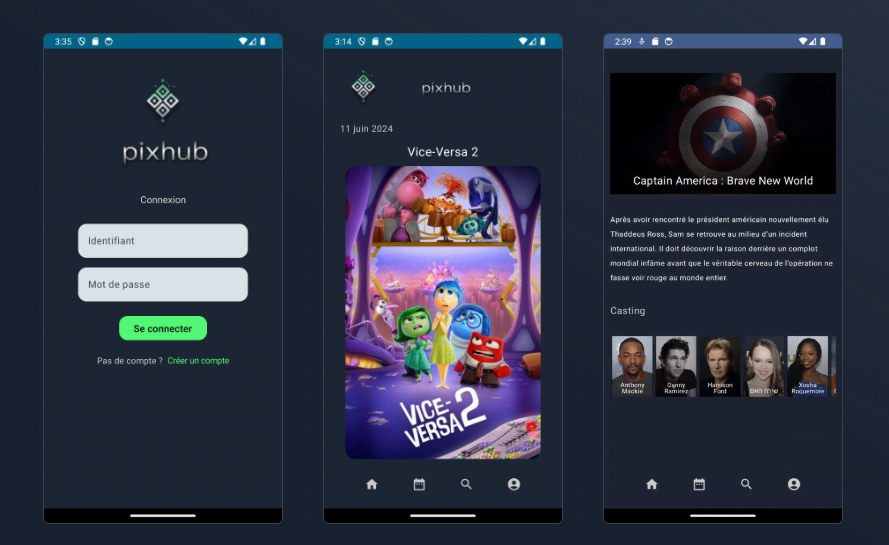 3:35
pixhub
Connexion
Identifiant
Mot de passe
Se connecter
Pas de compte ? Créer un compte
3:14
pixhub
11 juin 2024
Vice-Versa 2
VICE-
VERSA 2
2:39
Captain America : Brave New World
Après avoir rencontré le président américain nouvellement élu
Thaddeus Ross, Sam se retrouve au milieu d'un incident
international. Il doit découvrir la raison derrière un complot
mondial infâme avant que le véritable cerveau de l'opération ne
fasse voir rouge au monde entier.
Casting
Anthony
Mackie
Danny
Ramirez
Harrison
Ford
שירה האס
Xosha
Roquemore